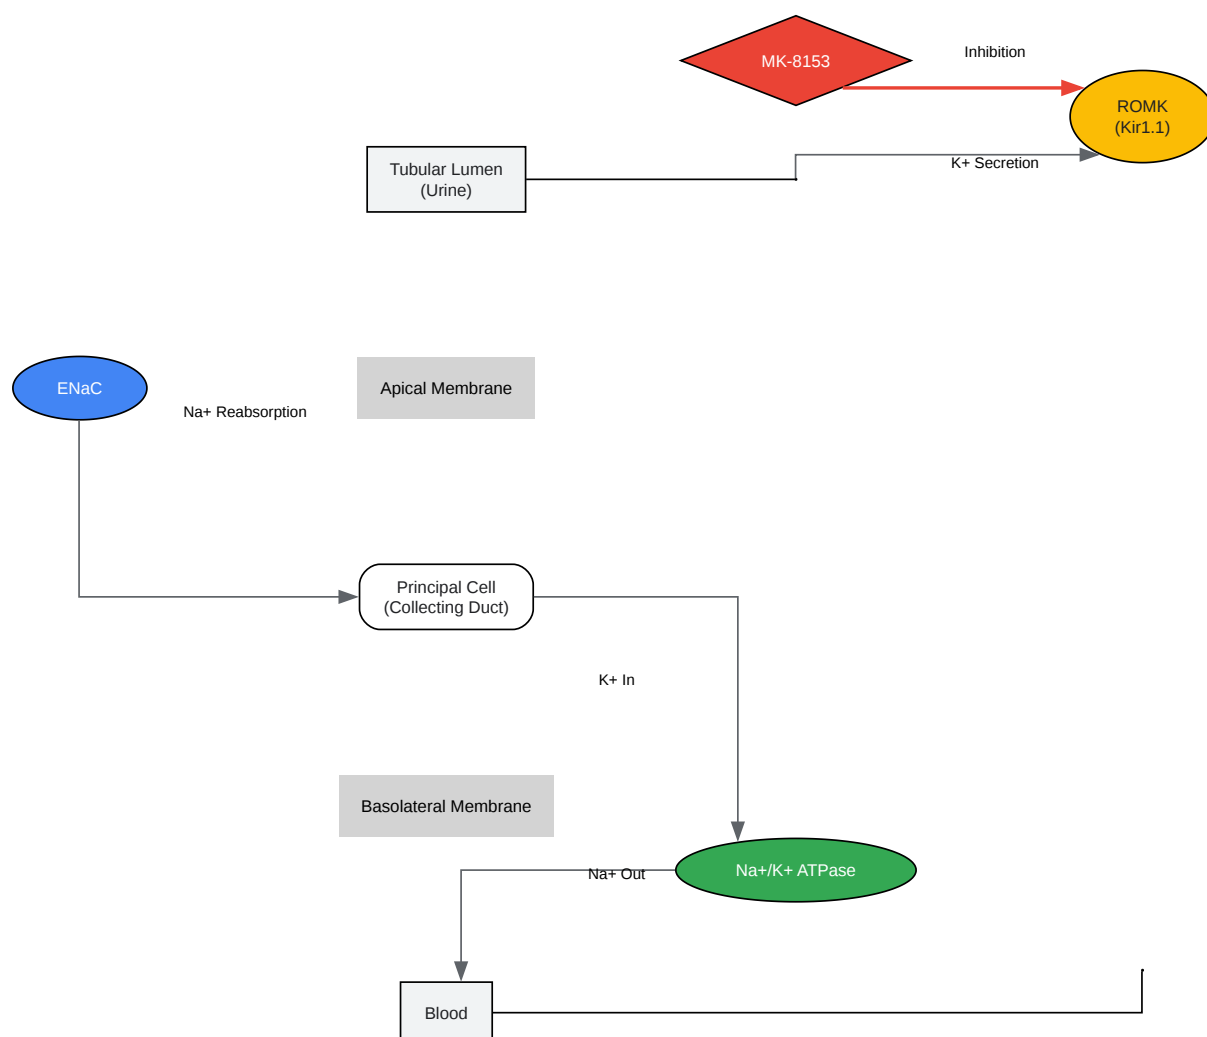 Inhibition
MK-8153
ROMK
(Kir1.1)
Tubular Lumen
(Urine)
K+ Secretion
ENaC
Apical Membrane
Na+ Reabsorption
Principal Cell
(Collecting Duct)
K+ In
Basolateral Membrane
Na+ Out
Na+/K+ ATPase
Blood